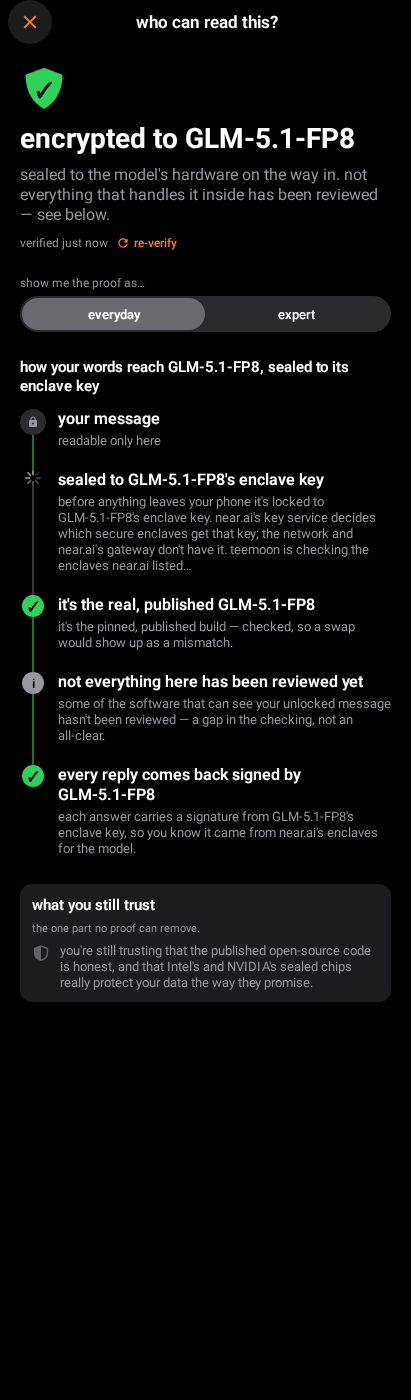 who can read this?
encrypted to GLM-5.1-FP8
sealed to the model's hardware on the way in. not
everything that handles it inside has been reviewed
— see below.
verified just now re-verify
show me the proof as...
everyday expert
how your words reach GLM-5.1-FP8, sealed to its
enclave key
your message
readable only here
sealed to GLM-5.1-FP8's enclave key
before anything leaves your phone it's locked to
GLM-5.1-FP8's enclave key. near.ai's key service decides
which secure enclaves get that key; the network and
near.ai's gateway don't have it. teemoon is checking the
enclaves near.ai listed...
it's the real, published GLM-5.1-FP8
it's the pinned, published build — checked, so a swap
would show up as a mismatch.
not everything here has been reviewed yet
some of the software that can see your unlocked message
hasn't been reviewed — a gap in the checking, not an
all-clear.
every reply comes back signed by
GLM-5.1-FP8
each answer carries a signature from GLM-5.1-FP8's
enclave key, so you know it came from near.ai's enclaves
for the model.
what you still trust
the one part no proof can remove.
you're still trusting that the published open-source code
is honest, and that Intel's and NVIDIA's sealed chips
really protect your data the way they promise.